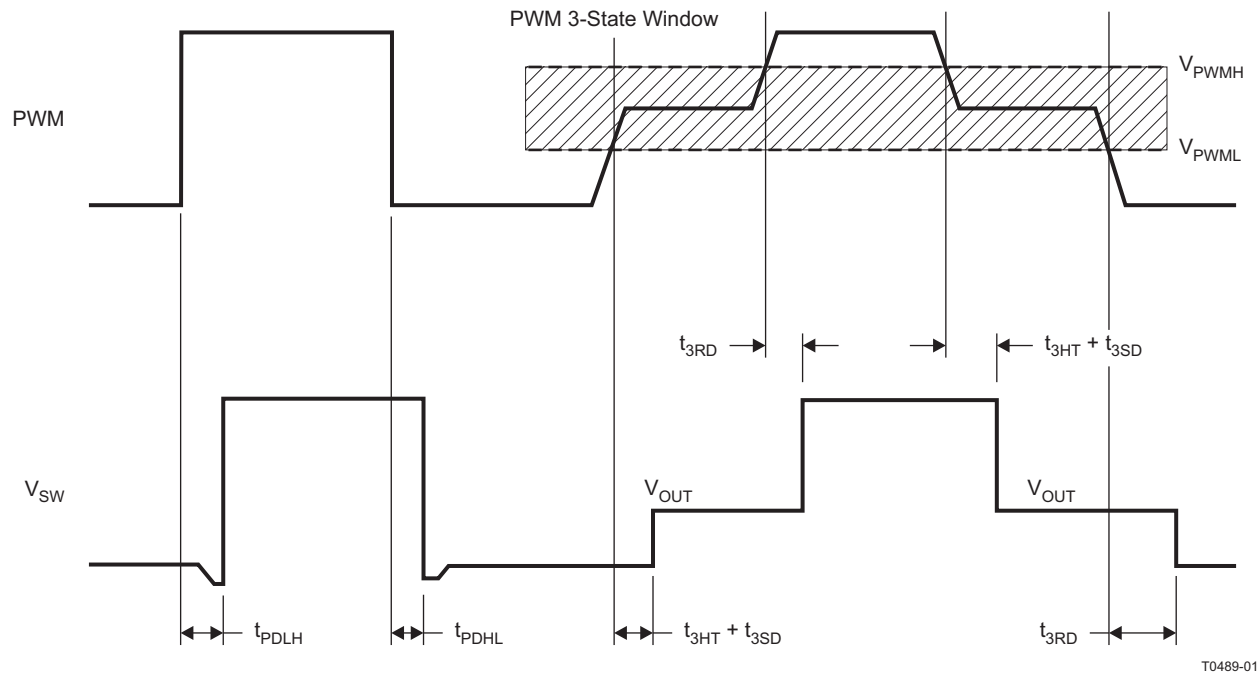 PWM 3-State Window
V_PWMH
PWM
V_PWML
t_3RD
t_3HT + t_3SD
V_SW
V_OUT
V_OUT
t_PDLH
t_PDHL
t_3HT + t_3SD
t_3RD
T0489-01